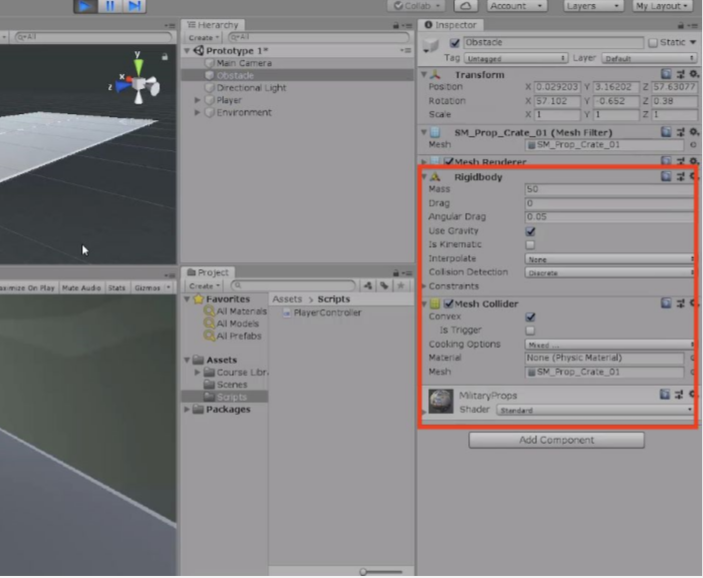 Collab Account Layers My Layout
Hierarchy
Create All
Prototype 1*
Main Camera
Obstacle
Directional Light
Player
Environment
Inspector
Obstacle Static
Tag Untagged Layer Default
Transform
Position X 0.029203 Y 3.16202 Z 57.63077
Rotation X 57.102 Y -0.652 Z 0.38
Scale X 1 Y 1 Z 1
SM_Prop_Crate_01 (Mesh Filter)
Mesh SM_Prop_Crate_01
Mesh Renderer
Rigidbody
Mass 50
Drag 0
Angular Drag 0.05
Use Gravity
Is Kinematic
Interpolate None
Collision Detection Discrete
Constraints
Mesh Collider
Convex
Is Trigger
Cooking Options Mixed ...
Material None (Physic Material)
Mesh SM_Prop_Crate_01
MilitaryProps
Shader Standard
Add Component
All
y
x
z
aximize On Play Mute Audio Stats Gizmos
Project
Create
Favorites
All Materials
All Models
All Prefabs
Assets
Course Libr
Scenes
Scripts
Packages
Assets > Scripts
PlayerController